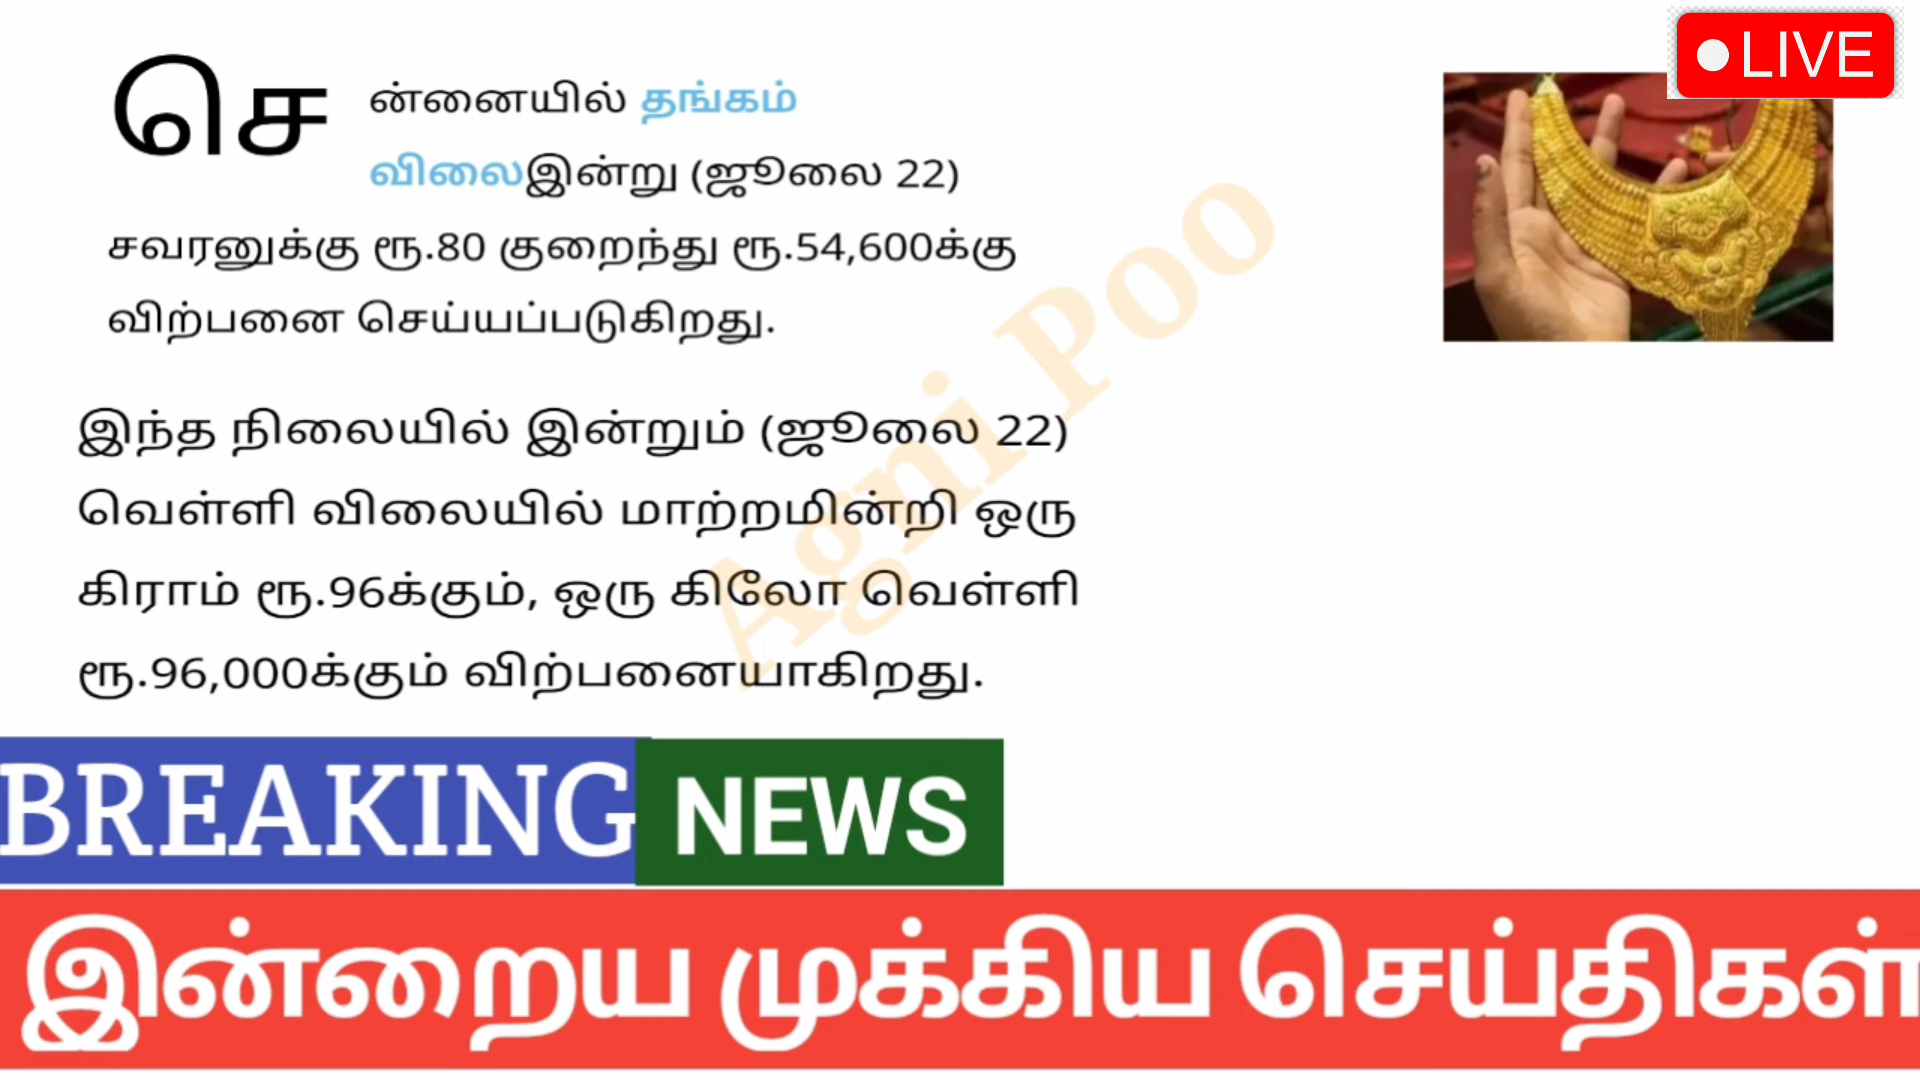 LIVE
சென்னையில் தங்கம்
விலைஇன்று (ஜூலை 22)
சவரனுக்கு ரூ.80 குறைந்து ரூ.54,600க்கு
விற்பனை செய்யப்படுகிறது.
இந்த நிலையில் இன்றும் (ஜூலை 22)
வெள்ளி விலையில் மாற்றமின்றி ஒரு
கிராம் ரூ.96க்கும், ஒரு கிலோ வெள்ளி
ரூ.96,000க்கும் விற்பனையாகிறது.
Agni Poo
BREAKING NEWS
இன்றைய முக்கிய செய்திகள்